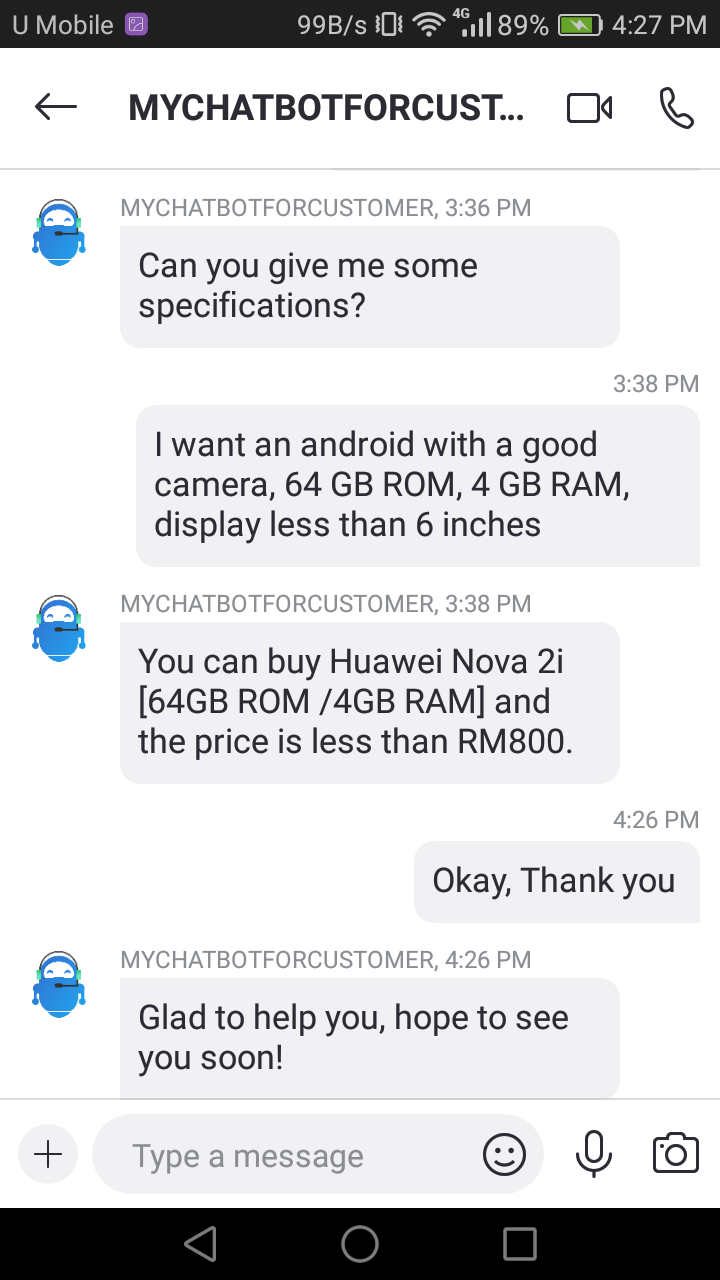 U Mobile 99B/s 4G 89% 4:27 PM
MYCHATBOTFORCUST...
MYCHATBOTFORCUSTOMER, 3:36 PM
Can you give me some
specifications?
3:38 PM
I want an android with a good
camera, 64 GB ROM, 4 GB RAM,
display less than 6 inches
MYCHATBOTFORCUSTOMER, 3:38 PM
You can buy Huawei Nova 2i
[64GB ROM /4GB RAM] and
the price is less than RM800.
4:26 PM
Okay, Thank you
MYCHATBOTFORCUSTOMER, 4:26 PM
Glad to help you, hope to see
you soon!
Type a message